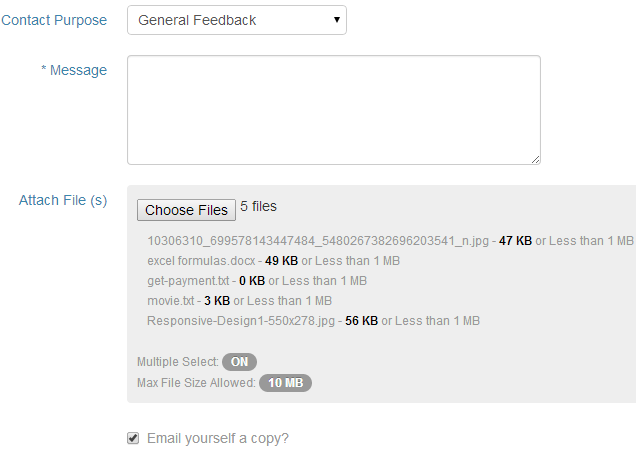 Contact Purpose General Feedback
* Message
Attach File (s)
Choose Files 5 files
10306310_699578143447484_5480267382696203541_n.jpg - 47 KB or Less than 1 MB
excel formulas.docx - 49 KB or Less than 1 MB
get-payment.txt - 0 KB or Less than 1 MB
movie.txt - 3 KB or Less than 1 MB
Responsive-Design1-550x278.jpg - 56 KB or Less than 1 MB
Multiple Select: ON
Max File Size Allowed: 10 MB
Email yourself a copy?